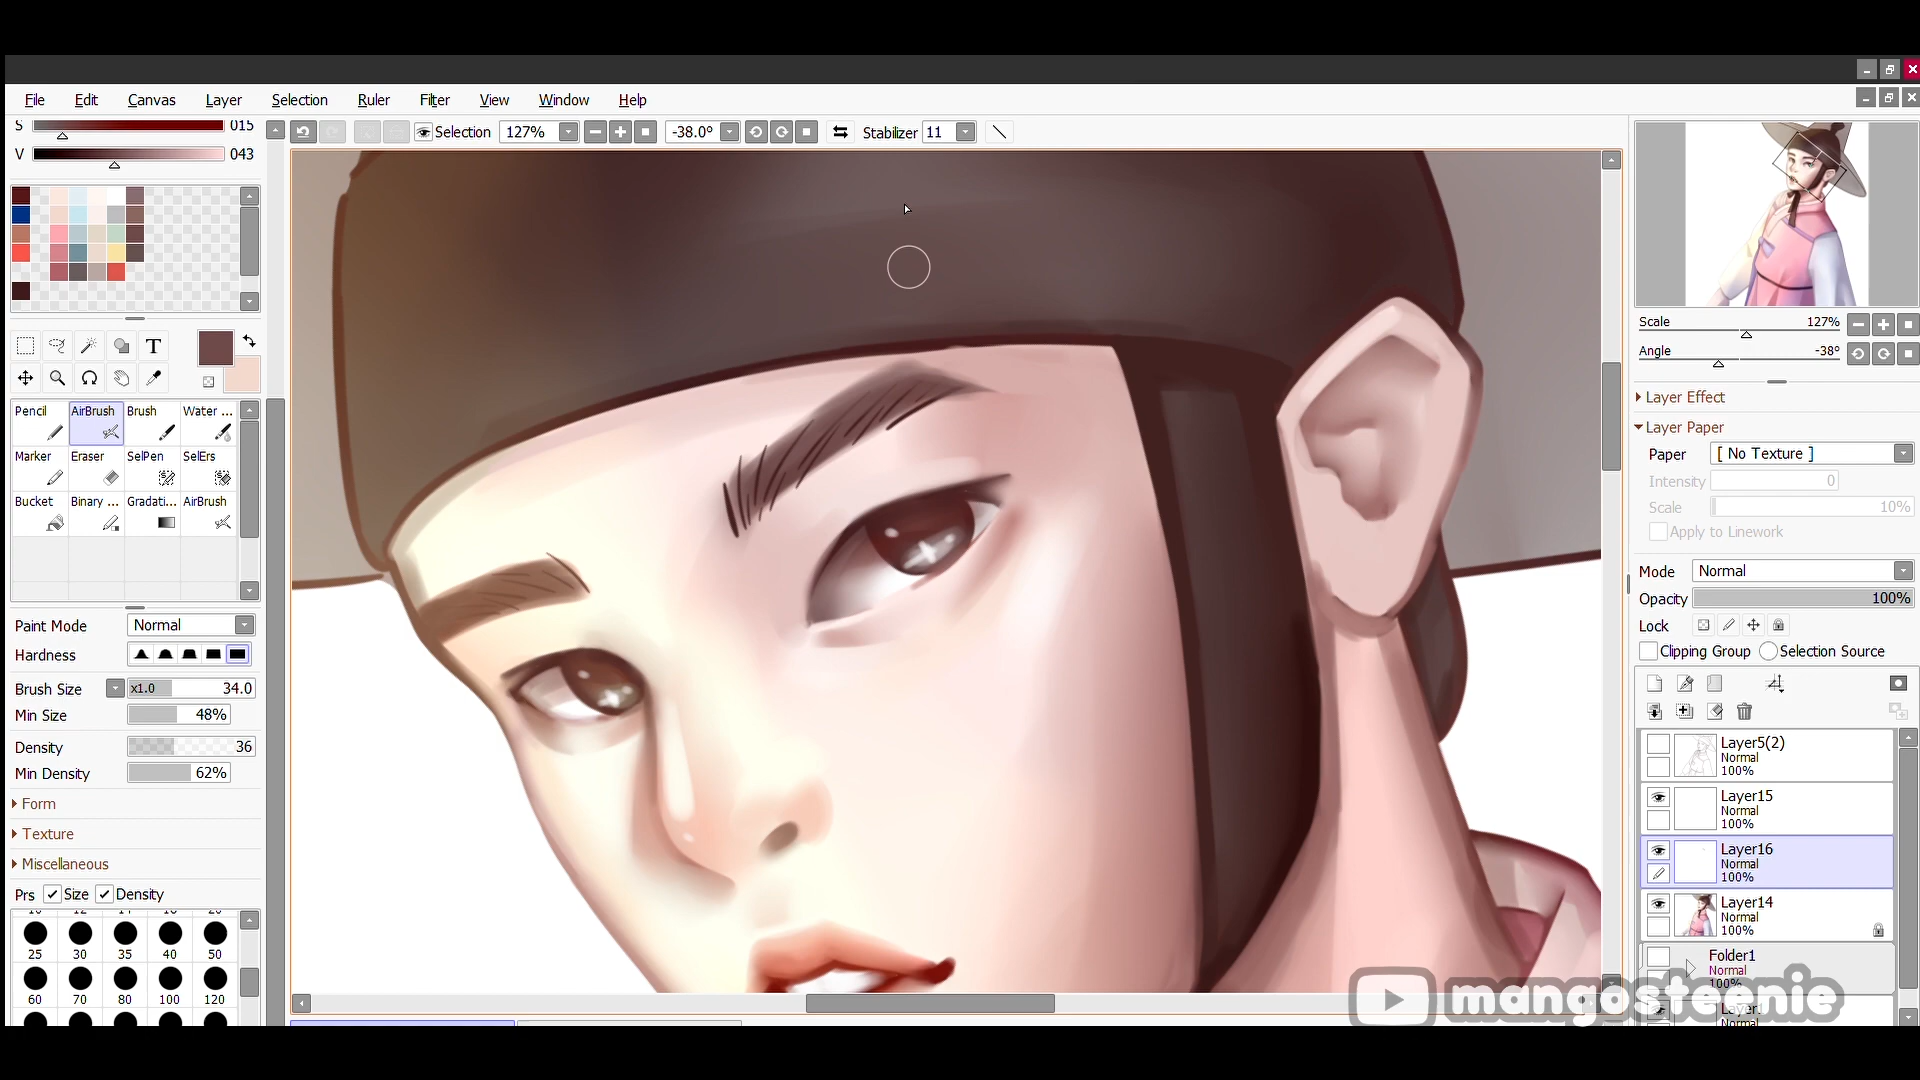 File Edit Canvas Layer Selection Ruler Filter View Window Help
S 015
V 043
Selection 127% -38.0° Stabilizer 11
T
Pencil AirBrush Brush Water ...
Marker Eraser SelPen SelErs
Bucket Binary ... Gradati... AirBrush
Paint Mode Normal
Hardness
Brush Size x1.0 34.0
Min Size 48%
Density 36
Min Density 62%
Form
Texture
Miscellaneous
Prs Size Density
25 30 35 40 50
60 70 80 100 120
Scale 127%
Angle -38°
Layer Effect
Layer Paper
Paper [ No Texture ]
Intensity 0
Scale 10%
Apply to Linework
Mode Normal
Opacity 100%
Lock
Clipping Group Selection Source
Layer5(2)
Normal
100%
Layer15
Normal
100%
Layer16
Normal
100%
Layer14
Normal
100%
Folder1
Normal
100%
Normal
mangosteenie